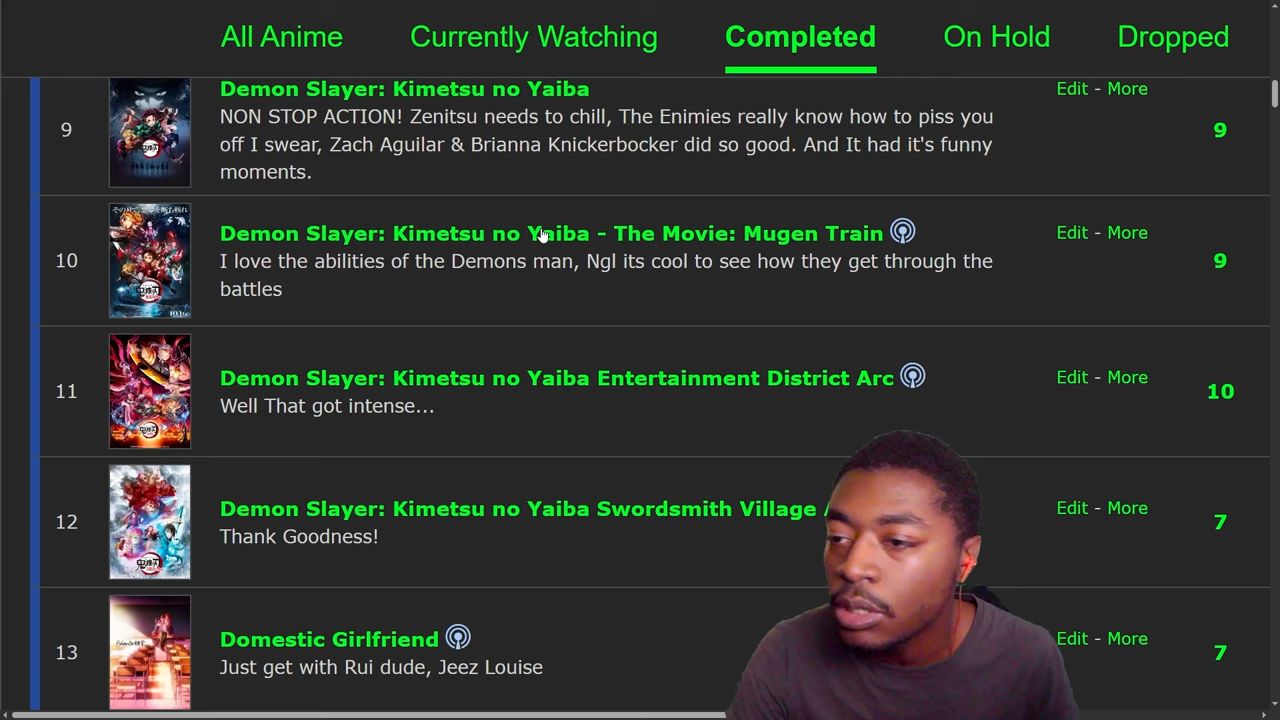 All Anime
Currently Watching
Completed
On Hold
Dropped
9
Demon Slayer: Kimetsu no Yaiba
NON STOP ACTION! Zenitsu needs to chill, The Enimies really know how to piss you
off I swear, Zach Aguilar & Brianna Knickerbocker did so good. And It had it's funny
moments.
Edit - More
9
10
Demon Slayer: Kimetsu no Yaiba - The Movie: Mugen Train
I love the abilities of the Demons man, Ngl its cool to see how they get through the
battles
Edit - More
9
11
Demon Slayer: Kimetsu no Yaiba Entertainment District Arc
Well That got intense...
Edit - More
10
12
Demon Slayer: Kimetsu no Yaiba Swordsmith Village
Thank Goodness!
Edit - More
7
13
Domestic Girlfriend
Just get with Rui dude, Jeez Louise
Edit - More
7